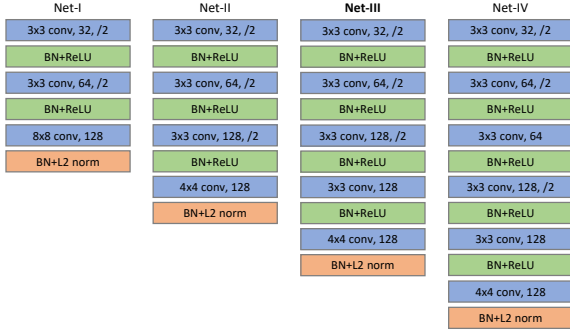 Net-I
3x3 conv, 32, /2
BN+ReLU
3x3 conv, 64, /2
BN+ReLU
8x8 conv, 128
BN+L2 norm
Net-II
3x3 conv, 32, /2
BN+ReLU
3x3 conv, 64, /2
BN+ReLU
3x3 conv, 128, /2
BN+ReLU
4x4 conv, 128
BN+L2 norm
Net-III
3x3 conv, 32, /2
BN+ReLU
3x3 conv, 64, /2
BN+ReLU
3x3 conv, 128, /2
BN+ReLU
3x3 conv, 128
BN+ReLU
4x4 conv, 128
BN+L2 norm
Net-IV
3x3 conv, 32, /2
BN+ReLU
3x3 conv, 64, /2
BN+ReLU
3x3 conv, 64
BN+ReLU
3x3 conv, 128, /2
BN+ReLU
3x3 conv, 128
BN+ReLU
4x4 conv, 128
BN+L2 norm